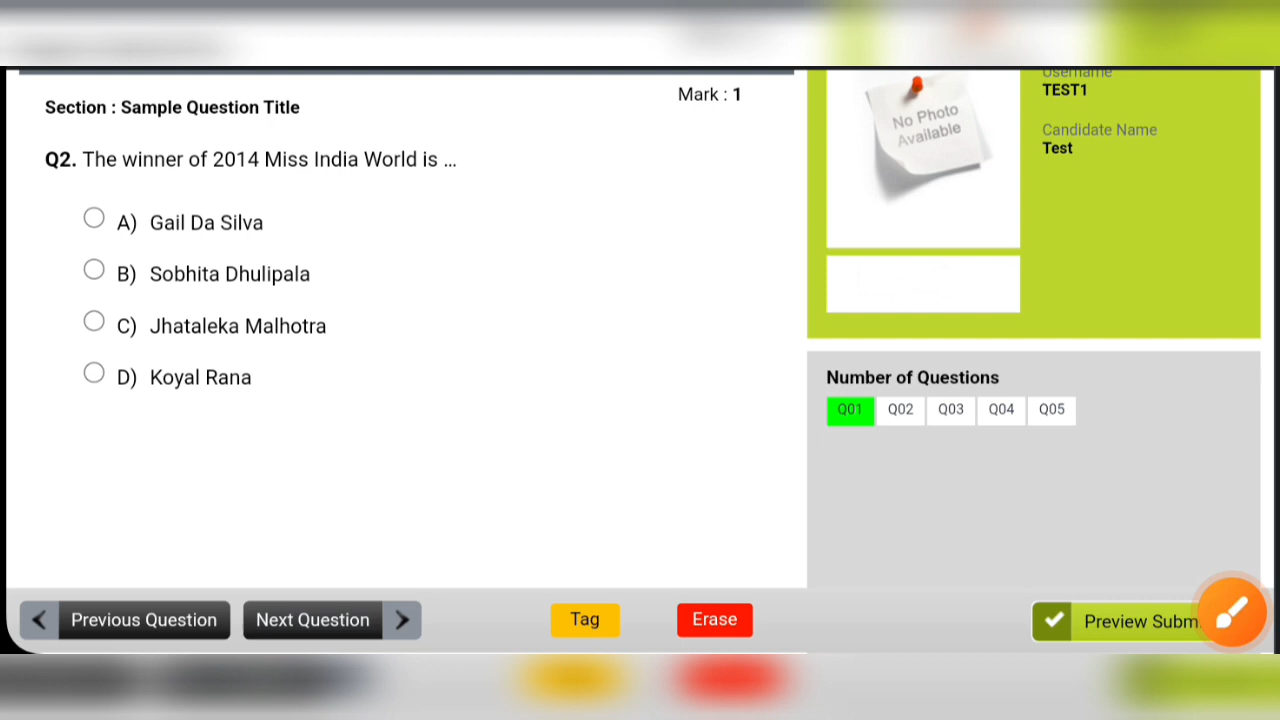 Section : Sample Question Title
Mark : 1
Q2. The winner of 2014 Miss India World is ...
A) Gail Da Silva
B) Sobhita Dhulipala
C) Jhataleka Malhotra
D) Koyal Rana
No Photo
Available
Username
TEST1
Candidate Name
Test
Number of Questions
Q01 Q02 Q03 Q04 Q05
Previous Question
Next Question
Tag
Erase
Preview Subm